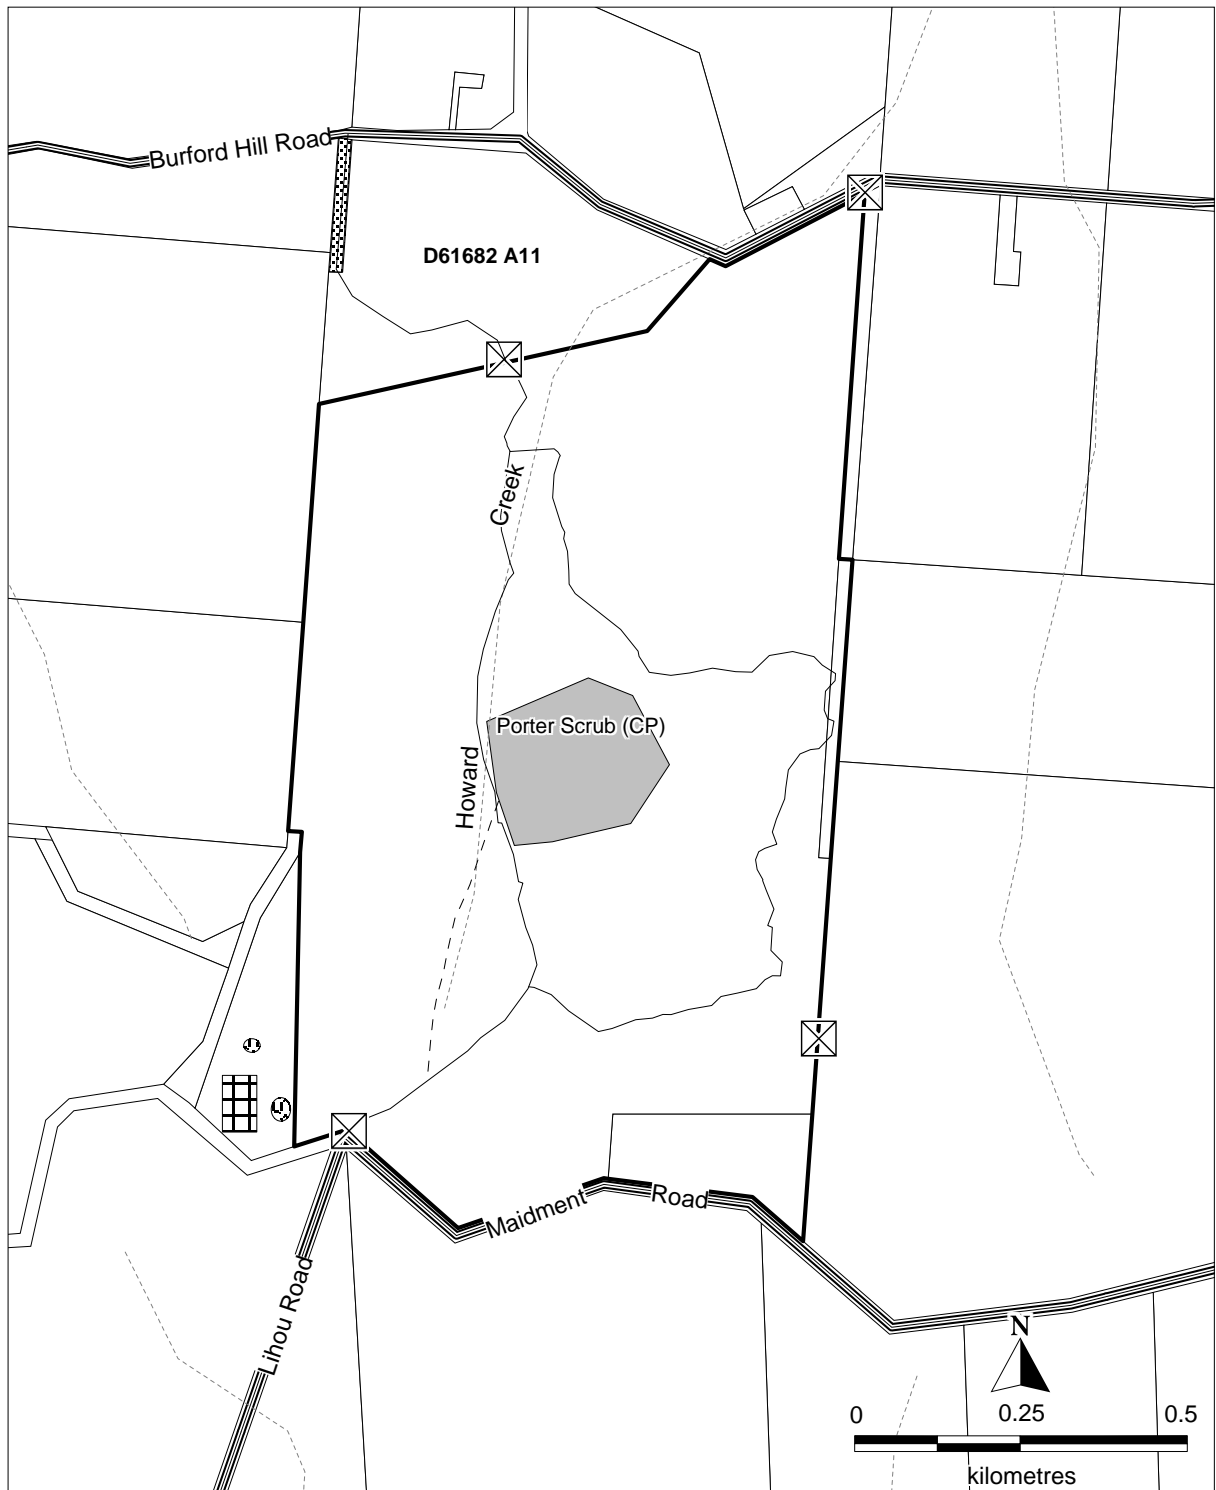 Burford Hill Road
D61682 A11
Creek
Porter Scrub (CP)
Howard
Maidment
Road
Lihou Road
N
0
0.25
0.5
kilometres